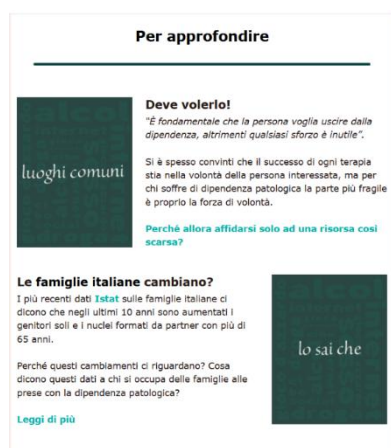 Per approfondire
luoghi comuni
Deve volerlo!
"È fondamentale che la persona voglia uscire dalla
dipendenza, altrimenti qualsiasi sforzo è inutile".
Si è spesso convinti che il successo di ogni terapia
stia nella volontà della persona interessata, ma per
chi soffre di dipendenza patologica la parte più fragile
è proprio la forza di volontà.
Perché allora affidarsi solo ad una risorsa così
scarsa?
Le famiglie italiane cambiano?
I più recenti dati Istat sulle famiglie italiane ci
dicono che negli ultimi 10 anni sono aumentati i
genitori soli e i nuclei formati da partner con più di
65 anni.
Perché questi cambiamenti ci riguardano? Cosa
dicono questi dati a chi si occupa delle famiglie alle
prese con la dipendenza patologica?
Leggi di più
lo sai che